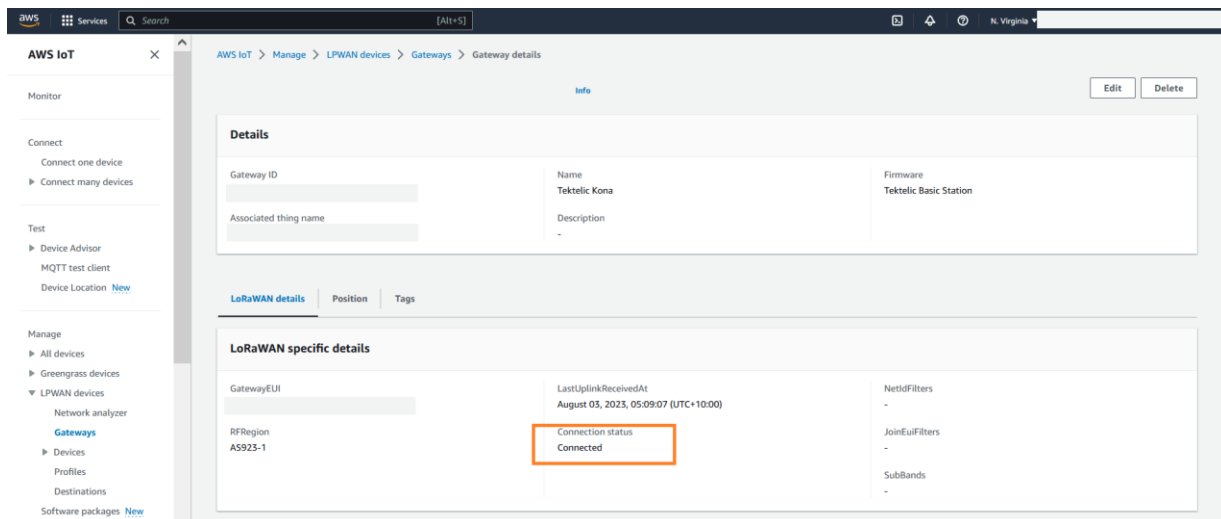 aws
Services
Search
[Alt+S]
N. Virginia
AWS IoT
Monitor
Connect
Connect one device
Connect many devices
Test
Device Advisor
MQTT test client
Device Location New
Manage
All devices
Greengrass devices
LPWAN devices
Network analyzer
Gateways
Devices
Profiles
Destinations
Software packages New
AWS IoT > Manage > LPWAN devices > Gateways > Gateway details
Info
Edit
Delete
Details
Gateway ID
Associated thing name
Name
Tektelic Kona
Description
-
Firmware
Tektelic Basic Station
LoRaWAN details
Position
Tags
LoRaWAN specific details
GatewayEUI
RFRegion
AS923-1
LastUplinkReceivedAt
August 03, 2023, 05:09:07 (UTC+10:00)
Connection status
Connected
NetIdFilters
-
JoinEuiFilters
-
SubBands
-